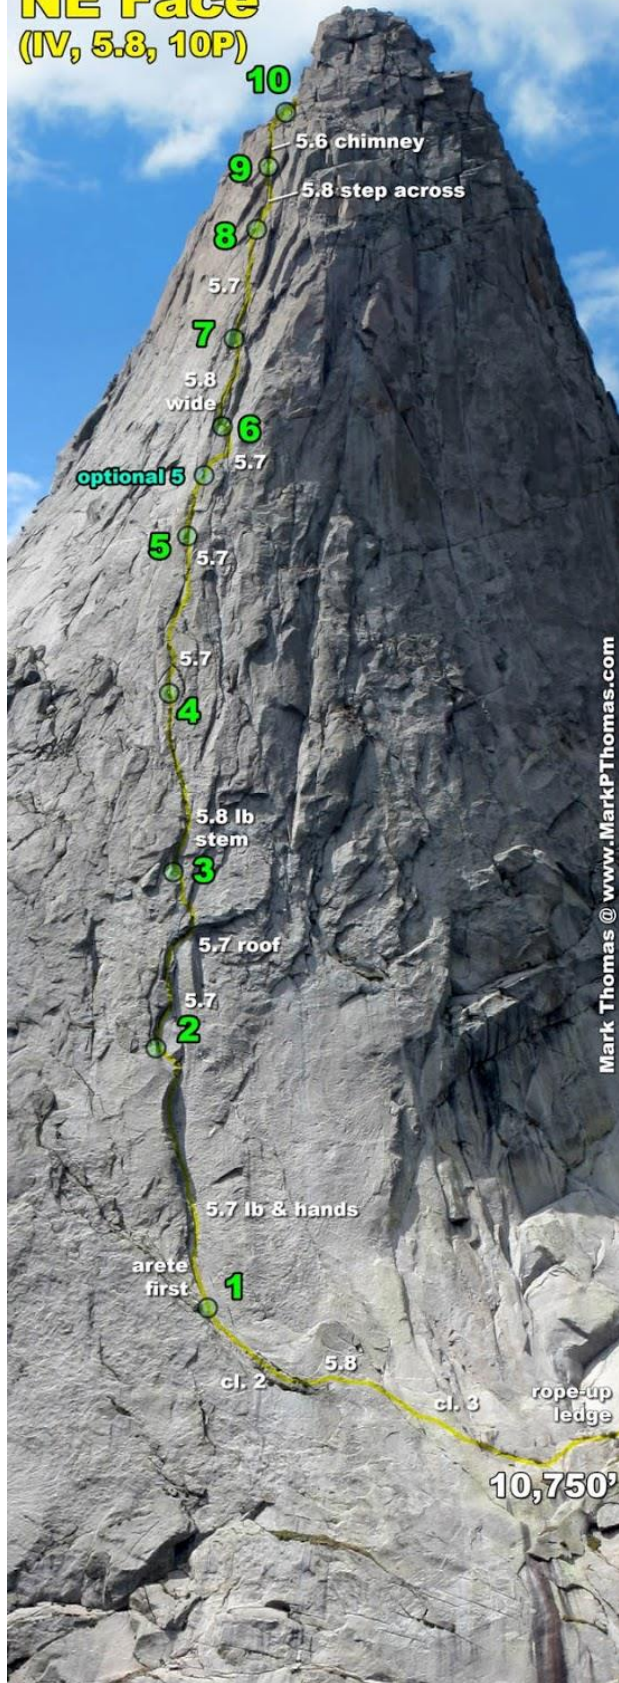 NE Face
(IV, 5.8, 10P)
10
5.6 chimney
9
5.8 step across
8
5.7
7
5.8
wide
6
5.7
optional 5
5
5.7
5.7
4
5.8 lb
stem
3
5.7 roof
5.7
2
5.7 lb & hands
arete
first
1
5.8
cl. 2
cl. 3
rope-up
ledge
10,750'
Mark Thomas @ www.MarkPThomas.com